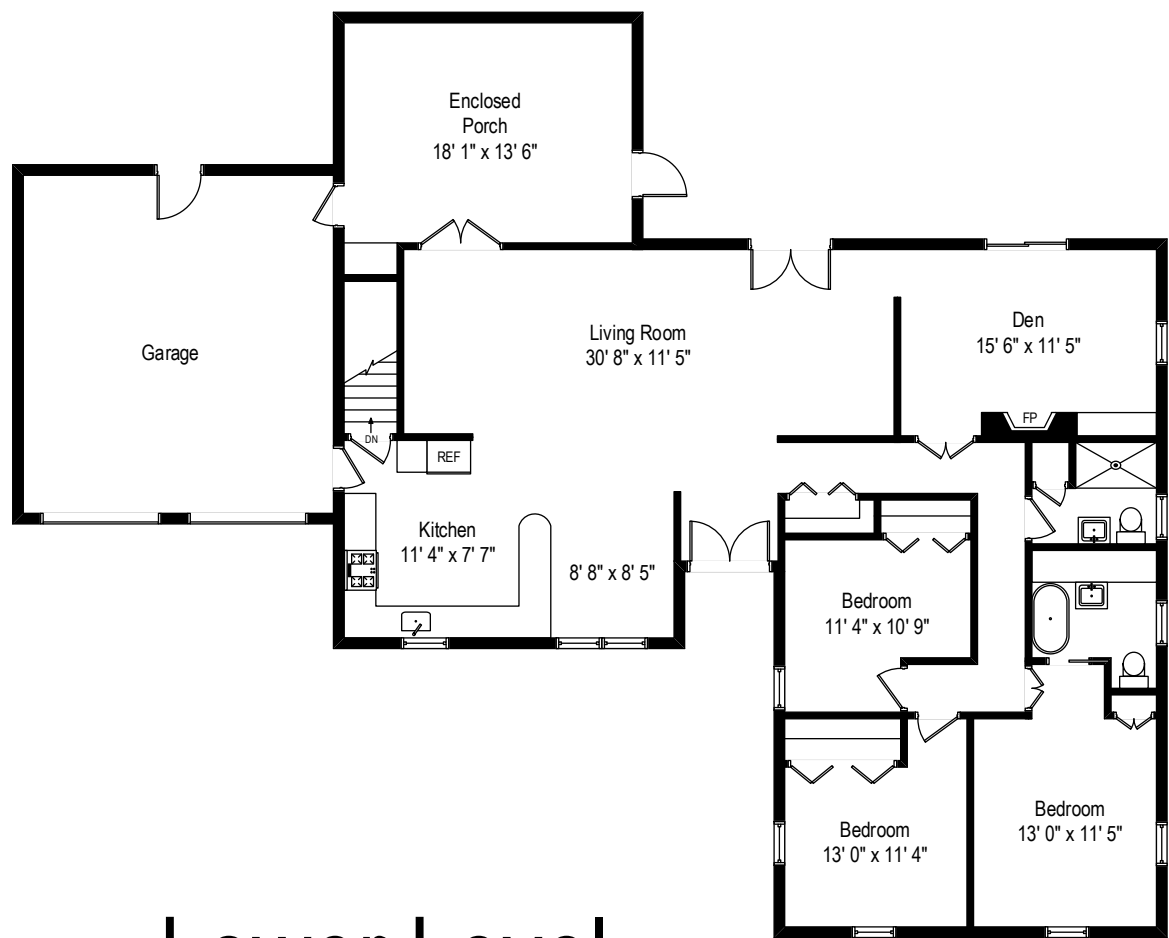 Enclosed
Porch
18' 1" x 13' 6"
Garage
Living Room
30' 8" x 11' 5"
Den
15' 6" x 11' 5"
FP
DN
REF
Kitchen
11' 4" x 7' 7"
8' 8" x 8' 5"
Bedroom
11' 4" x 10' 9"
Bedroom
13' 0" x 11' 4"
Bedroom
13' 0" x 11' 5"
Lower Level